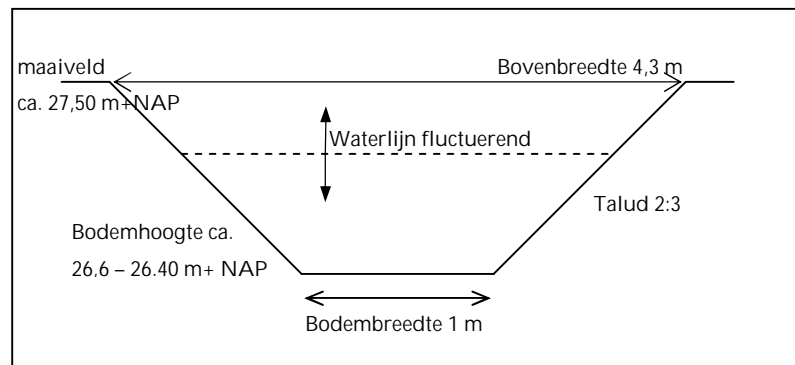 maaiveld
Bovenbreedte 4,3 m
ca. 27,50 m+NAP
Waterlijn fluctuerend
Talud 2:3
Bodemhoogte ca.
26,6 – 26.40 m+ NAP
Bodembreedte 1 m